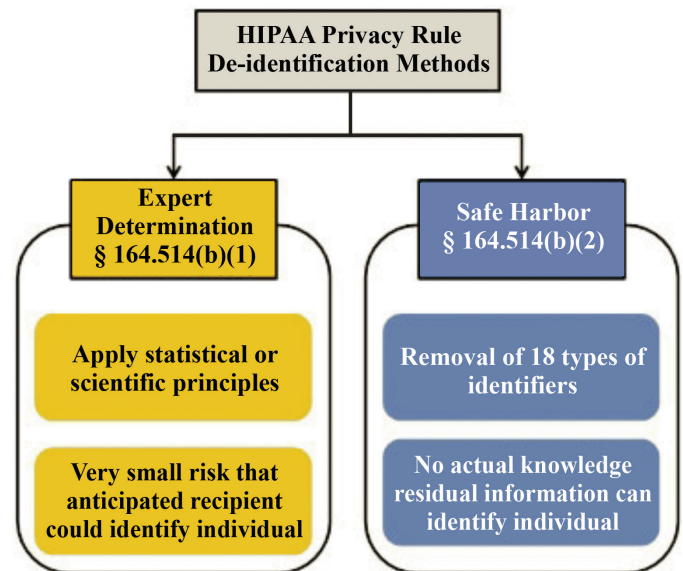 HIPAA Privacy Rule
De-identification Methods
Expert
Determination
§ 164.514(b)(1)
Apply statistical or
scientific principles
Very small risk that
anticipated recipient
could identify individual
Safe Harbor
§ 164.514(b)(2)
Removal of 18 types of
identifiers
No actual knowledge
residual information can
identify individual